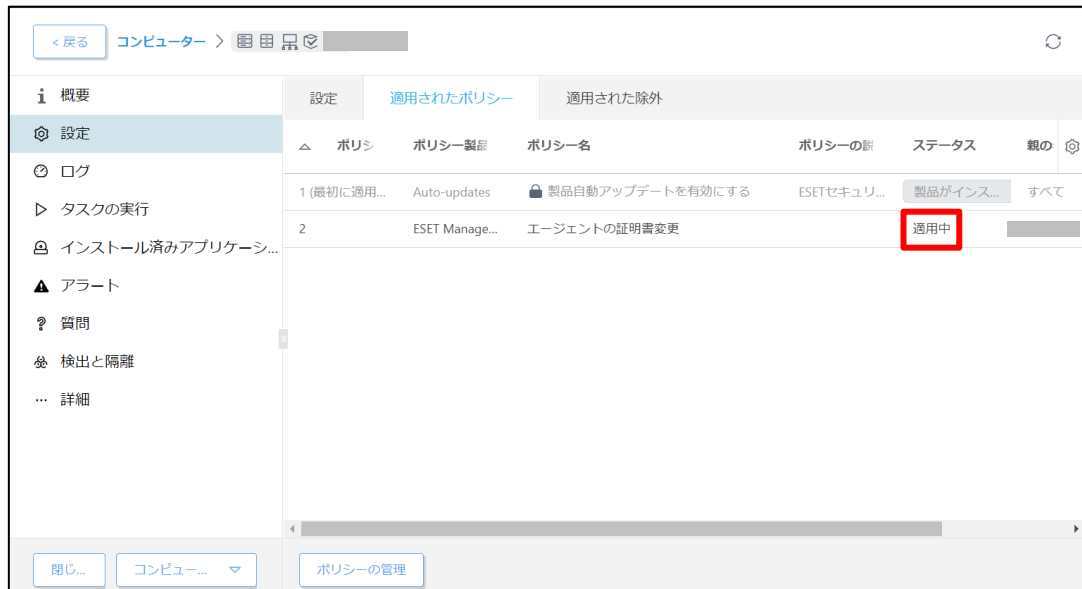 < 戻る コンピューター >
概要
設定
ログ
タスクの実行
インストール済みアプリケーシ...
アラート
質問
検出と隔離
詳細
設定 適用されたポリシー 適用された除外
ポリシ ポリシー製品 ポリシー名 ポリシーの説 ステータス 親の
1 (最初に適用... Auto-updates 製品自動アップデートを有効にする ESETセキュリ... 製品がインス... すべて
2 ESET Manage... エージェントの証明書変更 適用中
閉じ... コンピュー... ポリシーの管理